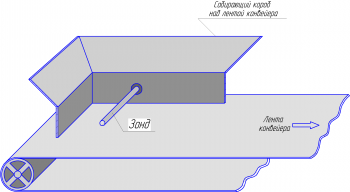 Собирающий короб
над лентой конвейера
Зонд
Лента
конвейера